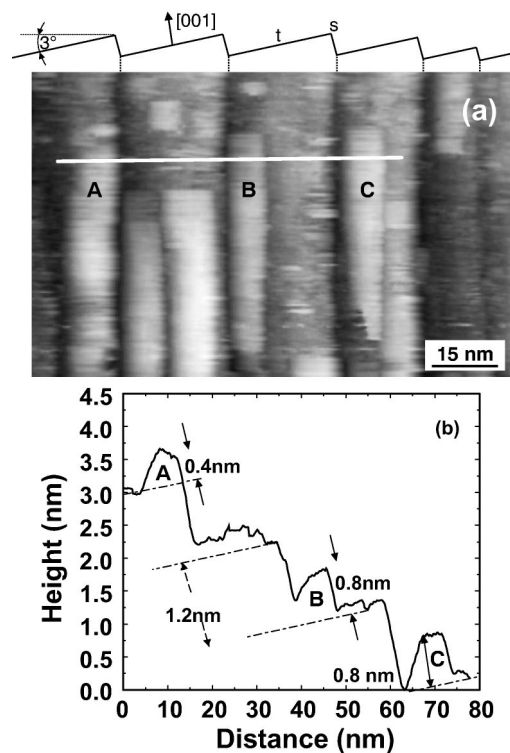 [001]
3°
t
s
(a)
A
B
C
15 nm
(b)
4.5
4.0
3.5
3.0
2.5
2.0
1.5
1.0
0.5
0.0
Height (nm)
A
0.4nm
1.2nm
B
0.8nm
0.8 nm
C
0 10 20 30 40 50 60 70 80
Distance (nm)